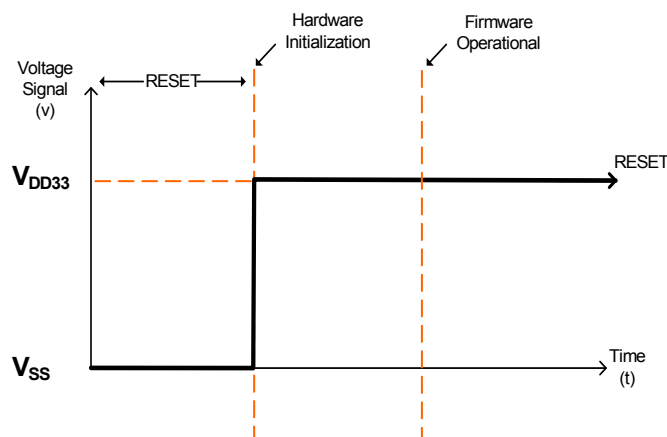 Hardware
Initialization
Firmware
Operational
Voltage
Signal
(v)
RESET
VDD33
RESET
VSS
Time
(t)